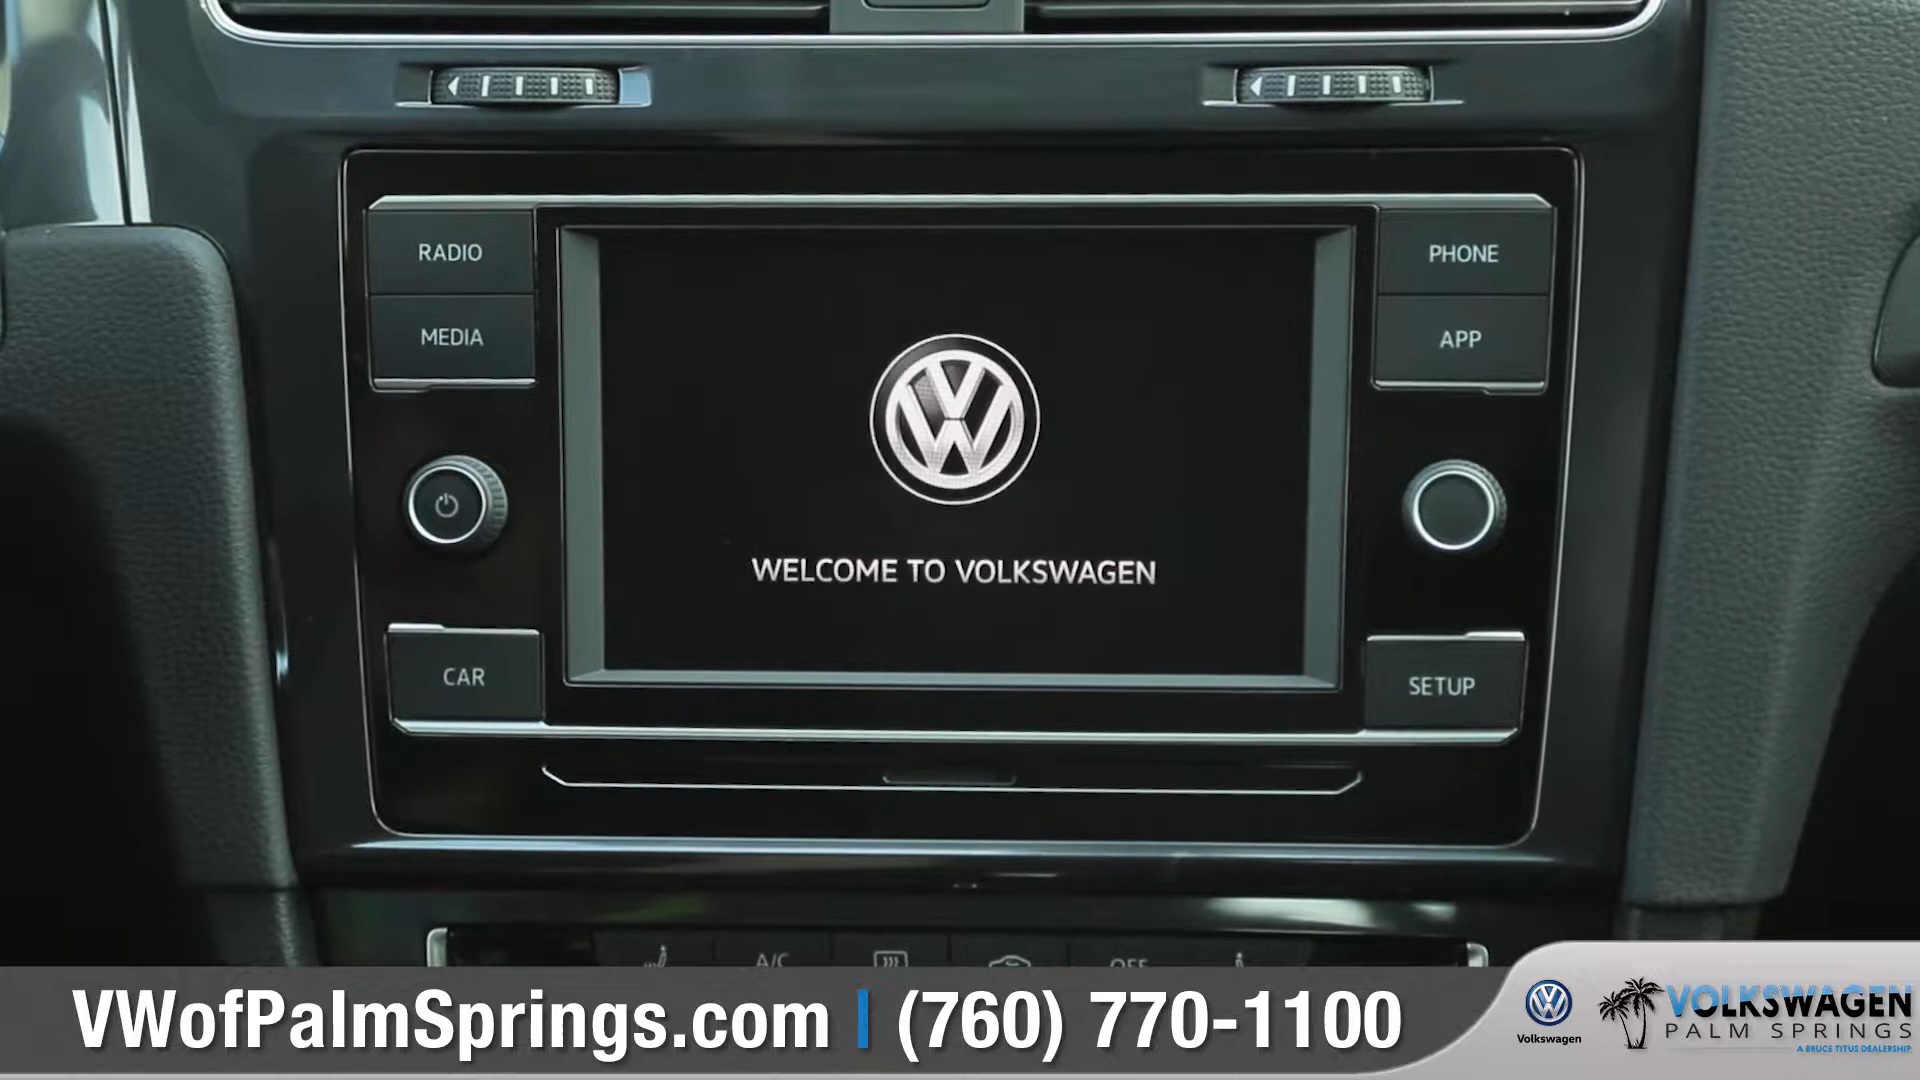 RADIO
MEDIA
PHONE
APP
WELCOME TO VOLKSWAGEN
CAR
SETUP
A/C
OFF
VWofPalmSprings.com | (760) 770-1100
Volkswagen
VOLKSWAGEN
PALM SPRINGS
A BRUCE TITUS DEALERSHIP